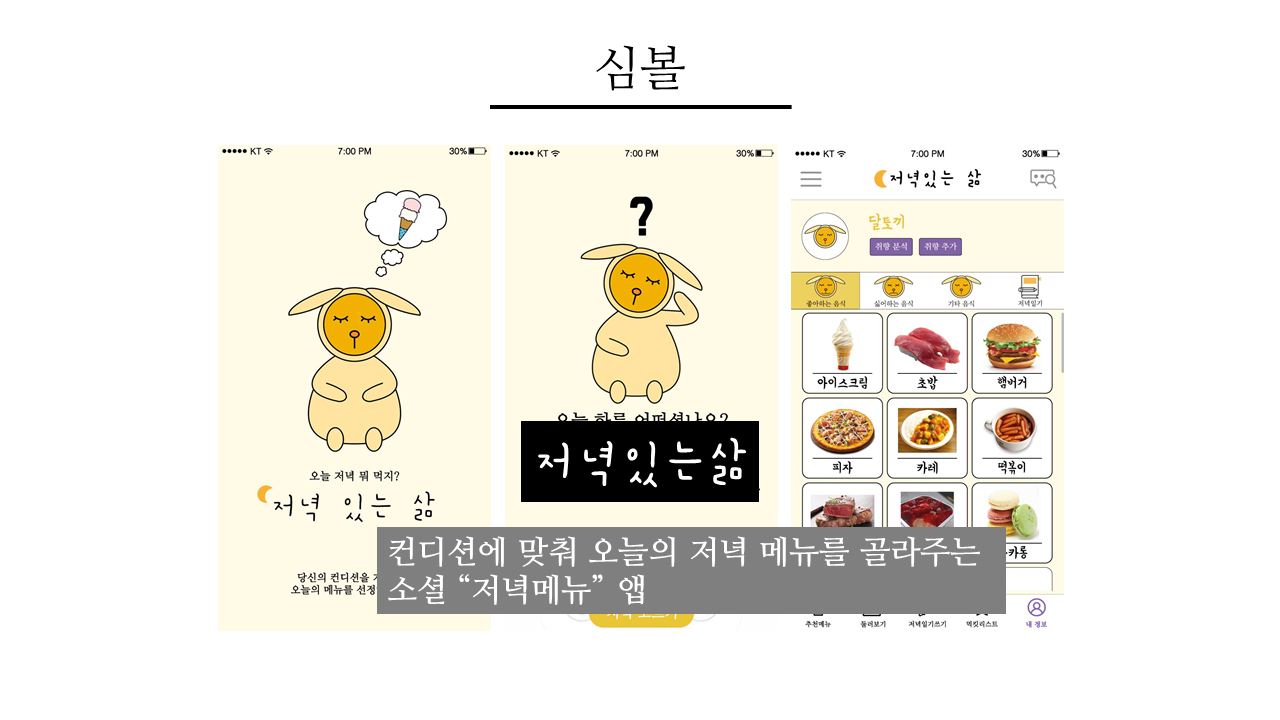 심볼
●●●●● KT 7:00 PM 30%
오늘 저녁 뭐 먹지?
저녁 있는 삶
당신의 컨디션을
오늘의 메뉴를 선정
●●●●● KT 7:00 PM 30%
?
오늘 하루 어떠셨나요?
저녁있는삶
컨디션에 맞춰 오늘의 저녁 메뉴를 골라주는
소셜 “저녁메뉴” 앱
●●●●● KT 7:00 PM 30%
저녁있는 삶
달토끼
취향 분석 취향 추가
좋아하는 음식 싫어하는 음식 기타 음식 저녁일기
아이스크림 초밥 햄버거
피자 카레 떡볶이
추천메뉴 둘러보기 저녁일기쓰기 먹킷리스트 내 정보